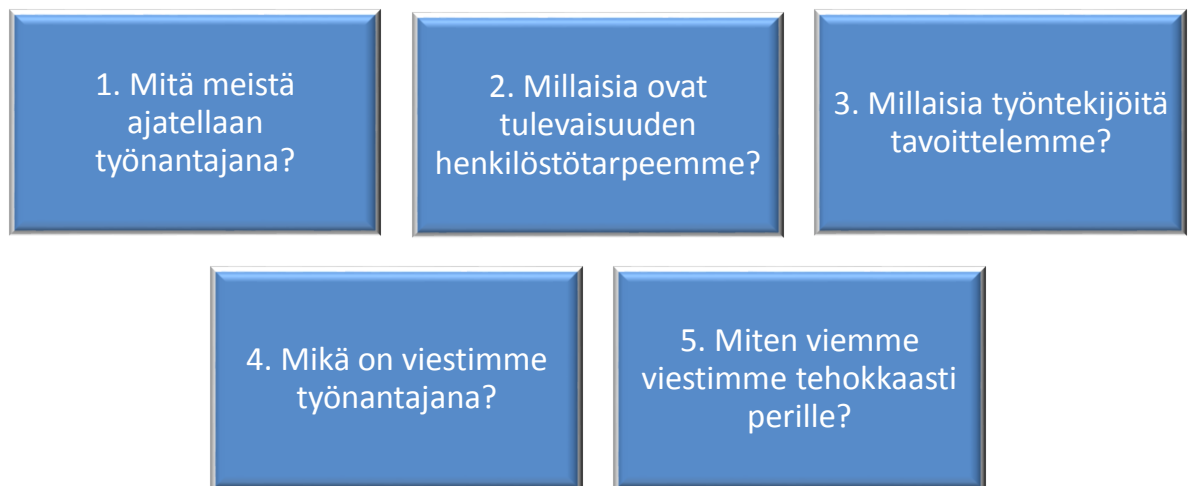 1. Mitä meistä
ajatellaan
työnantajana?
2. Millaisia ovat
tulevaisuuden
henkilöstötarpeemme?
3. Millaisia työntekijöitä
tavoittelemme?
4. Mikä on viestimme
työnantajana?
5. Miten viemme
viestimme tehokkaasti
perille?